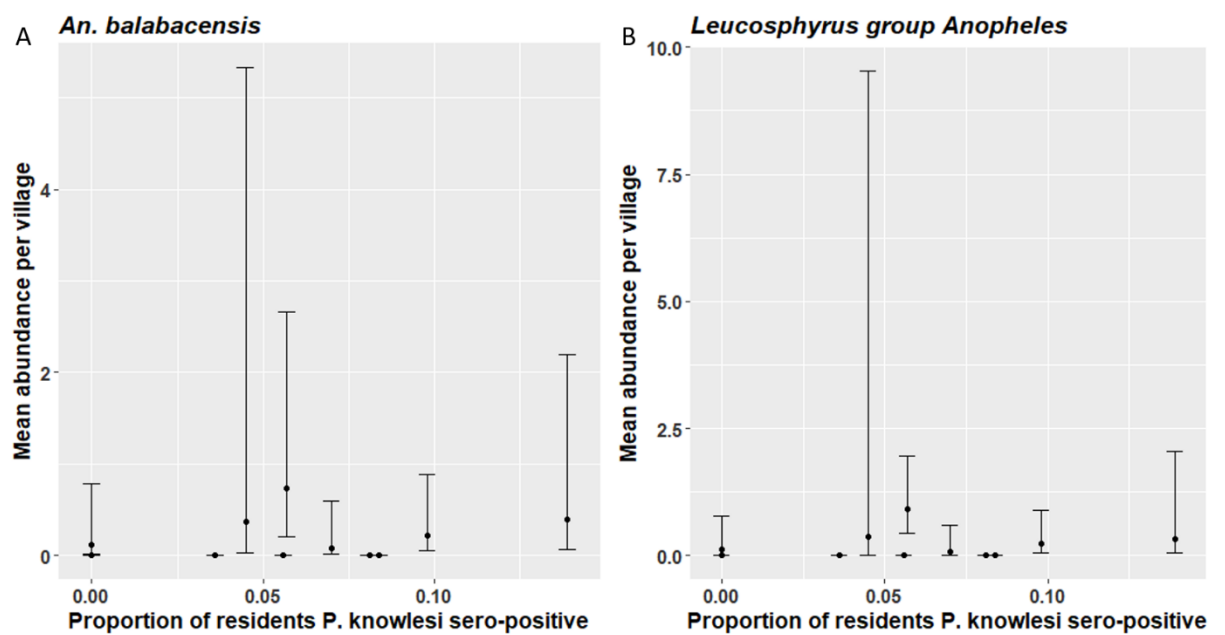 A
An. balabacensis
Mean abundance per village
4
2
0
0.00
0.05
0.10
Proportion of residents P. knowlesi sero-positive
B
Leucosphyrus group Anopheles
Mean abundance per village
10.0
7.5
5.0
2.5
0.0
0.00
0.05
0.10
Proportion of residents P. knowlesi sero-positive